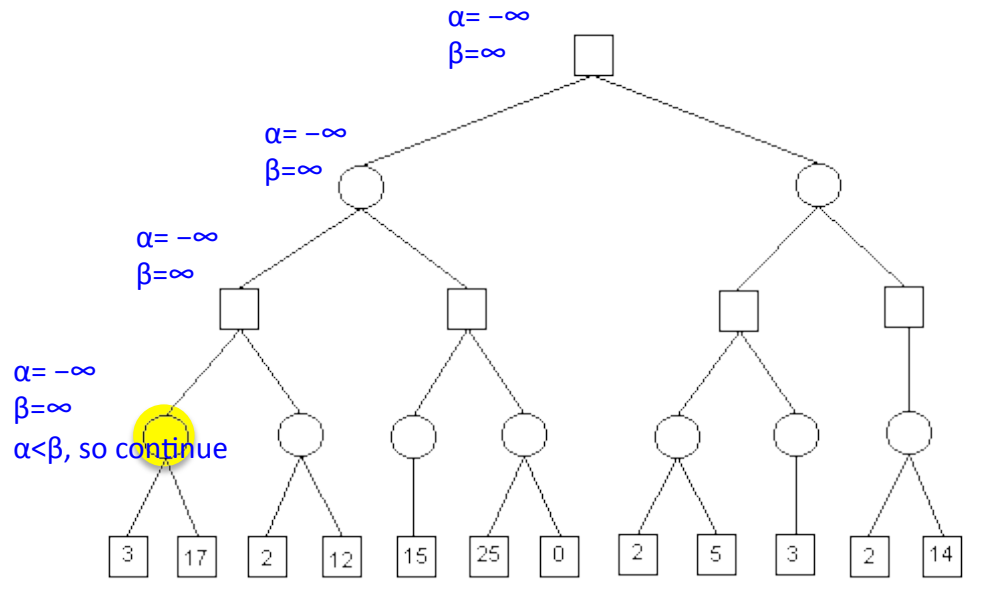 α= −∞
β=∞
α= −∞
β=∞
α= −∞
β=∞
α= −∞
β=∞
α<β, so continue
3 17 2 12 15 25 0 2 5 3 2 14